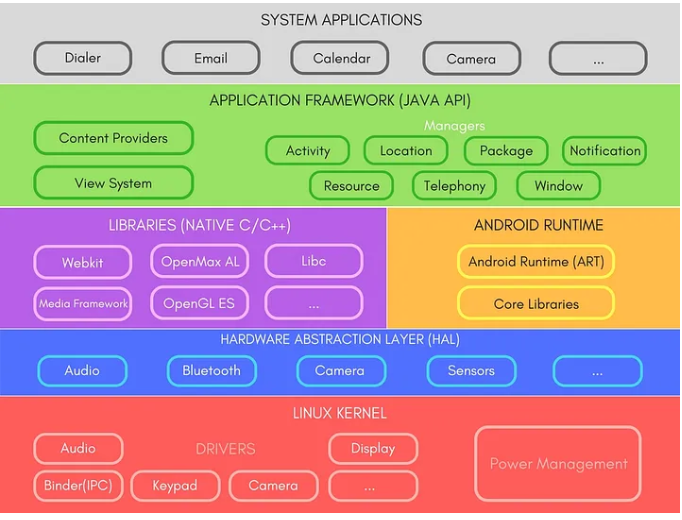 SYSTEM APPLICATIONS
Dialer Email Calendar Camera ...
APPLICATION FRAMEWORK (JAVA API)
Managers
Content Providers
Activity Location Package Notification
View System
Resource Telephony Window
LIBRARIES (NATIVE C/C++)
Webkit OpenMax AL Libc
Media Framework OpenGL ES ...
ANDROID RUNTIME
Android Runtime (ART)
Core Libraries
HARDWARE ABSTRACTION LAYER (HAL)
Audio Bluetooth Camera Sensors ...
LINUX KERNEL
Audio DRIVERS Display
Binder(IPC) Keypad Camera ...
Power Management